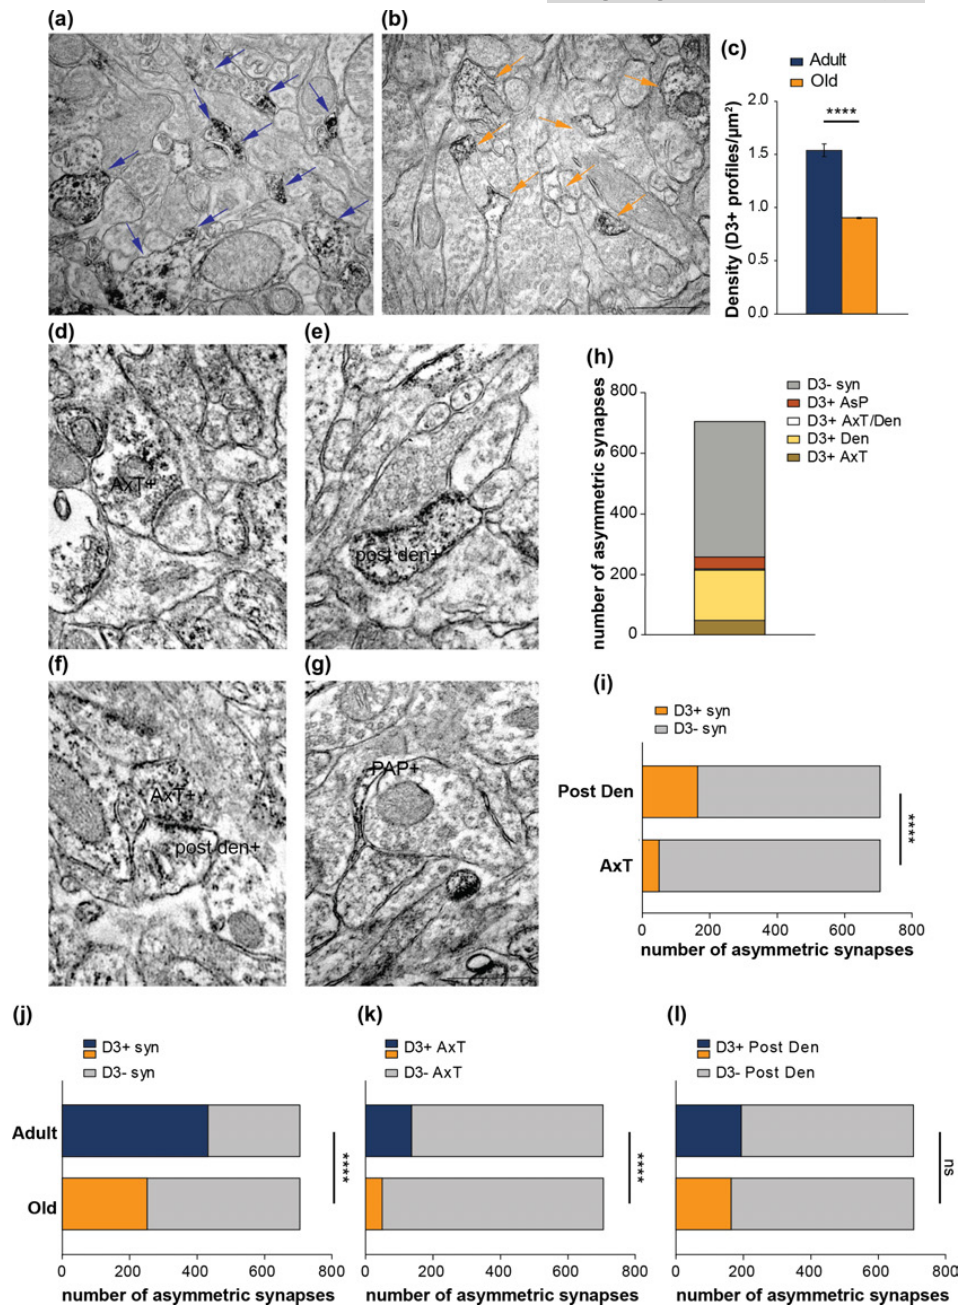 (a)
(b)
(c)
Adult
Old
Density (D3+ profiles/µm²)
2.0
1.5
1.0
0.5
0.0
****
(d)
AxT+
(e)
post den+
(f)
AxT+
post den+
(g)
PAP+
(h)
number of asymmetric synapses
800
600
400
200
0
D3- syn
D3+ AsP
D3+ AxT/Den
D3+ Den
D3+ AxT
(i)
D3+ syn
D3- syn
Post Den
AxT
****
0 200 400 600 800
number of asymmetric synapses
(j)
D3+ syn
D3- syn
Adult
Old
****
0 200 400 600 800
number of asymmetric synapses
(k)
D3+ AxT
D3- AxT
****
0 200 400 600 800
number of asymmetric synapses
(l)
D3+ Post Den
D3- Post Den
ns
0 200 400 600 800
number of asymmetric synapses